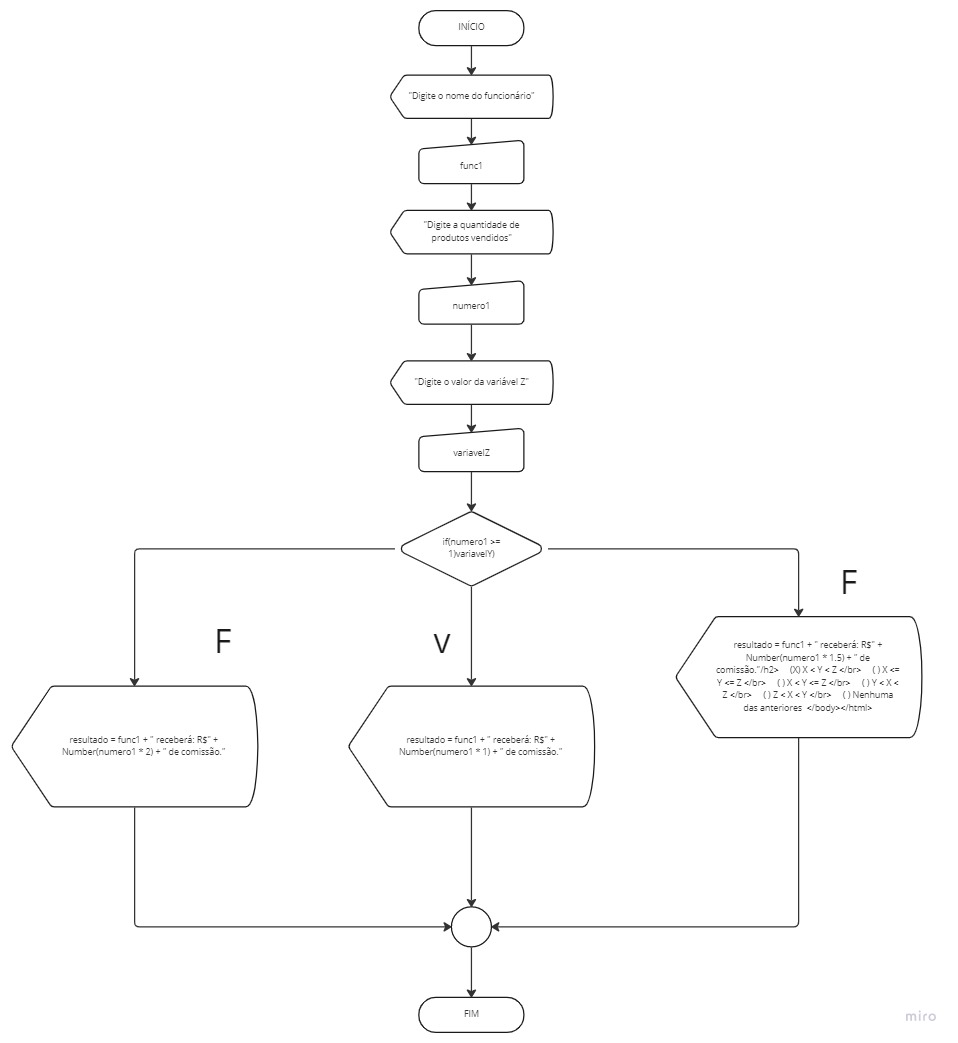 INÍCIO
"Digite o nome do funcionário"
func1
"Digite a quantidade de
produtos vendidos"
numero1
"Digite o valor da variável Z"
variavelZ
if(numero1 >=
1)variavelY)
F
F
V
resultado = func1 + " receberá: R$" +
Number(numero1 * 1.5) + " de
comissão."/h2> (X) X < Y < Z </br> ( ) X <=
Y <= Z </br> ( ) X < Y <= Z </br> ( ) Y < X <
Z </br> ( ) Z < X < Y </br> ( ) Nenhuma
das anteriores </body></html>
resultado = func1 + " receberá: R$" +
Number(numero1 * 2) + " de comissão."
resultado = func1 + " receberá: R$" +
Number(numero1 * 1) + " de comissão."
FIM
miro